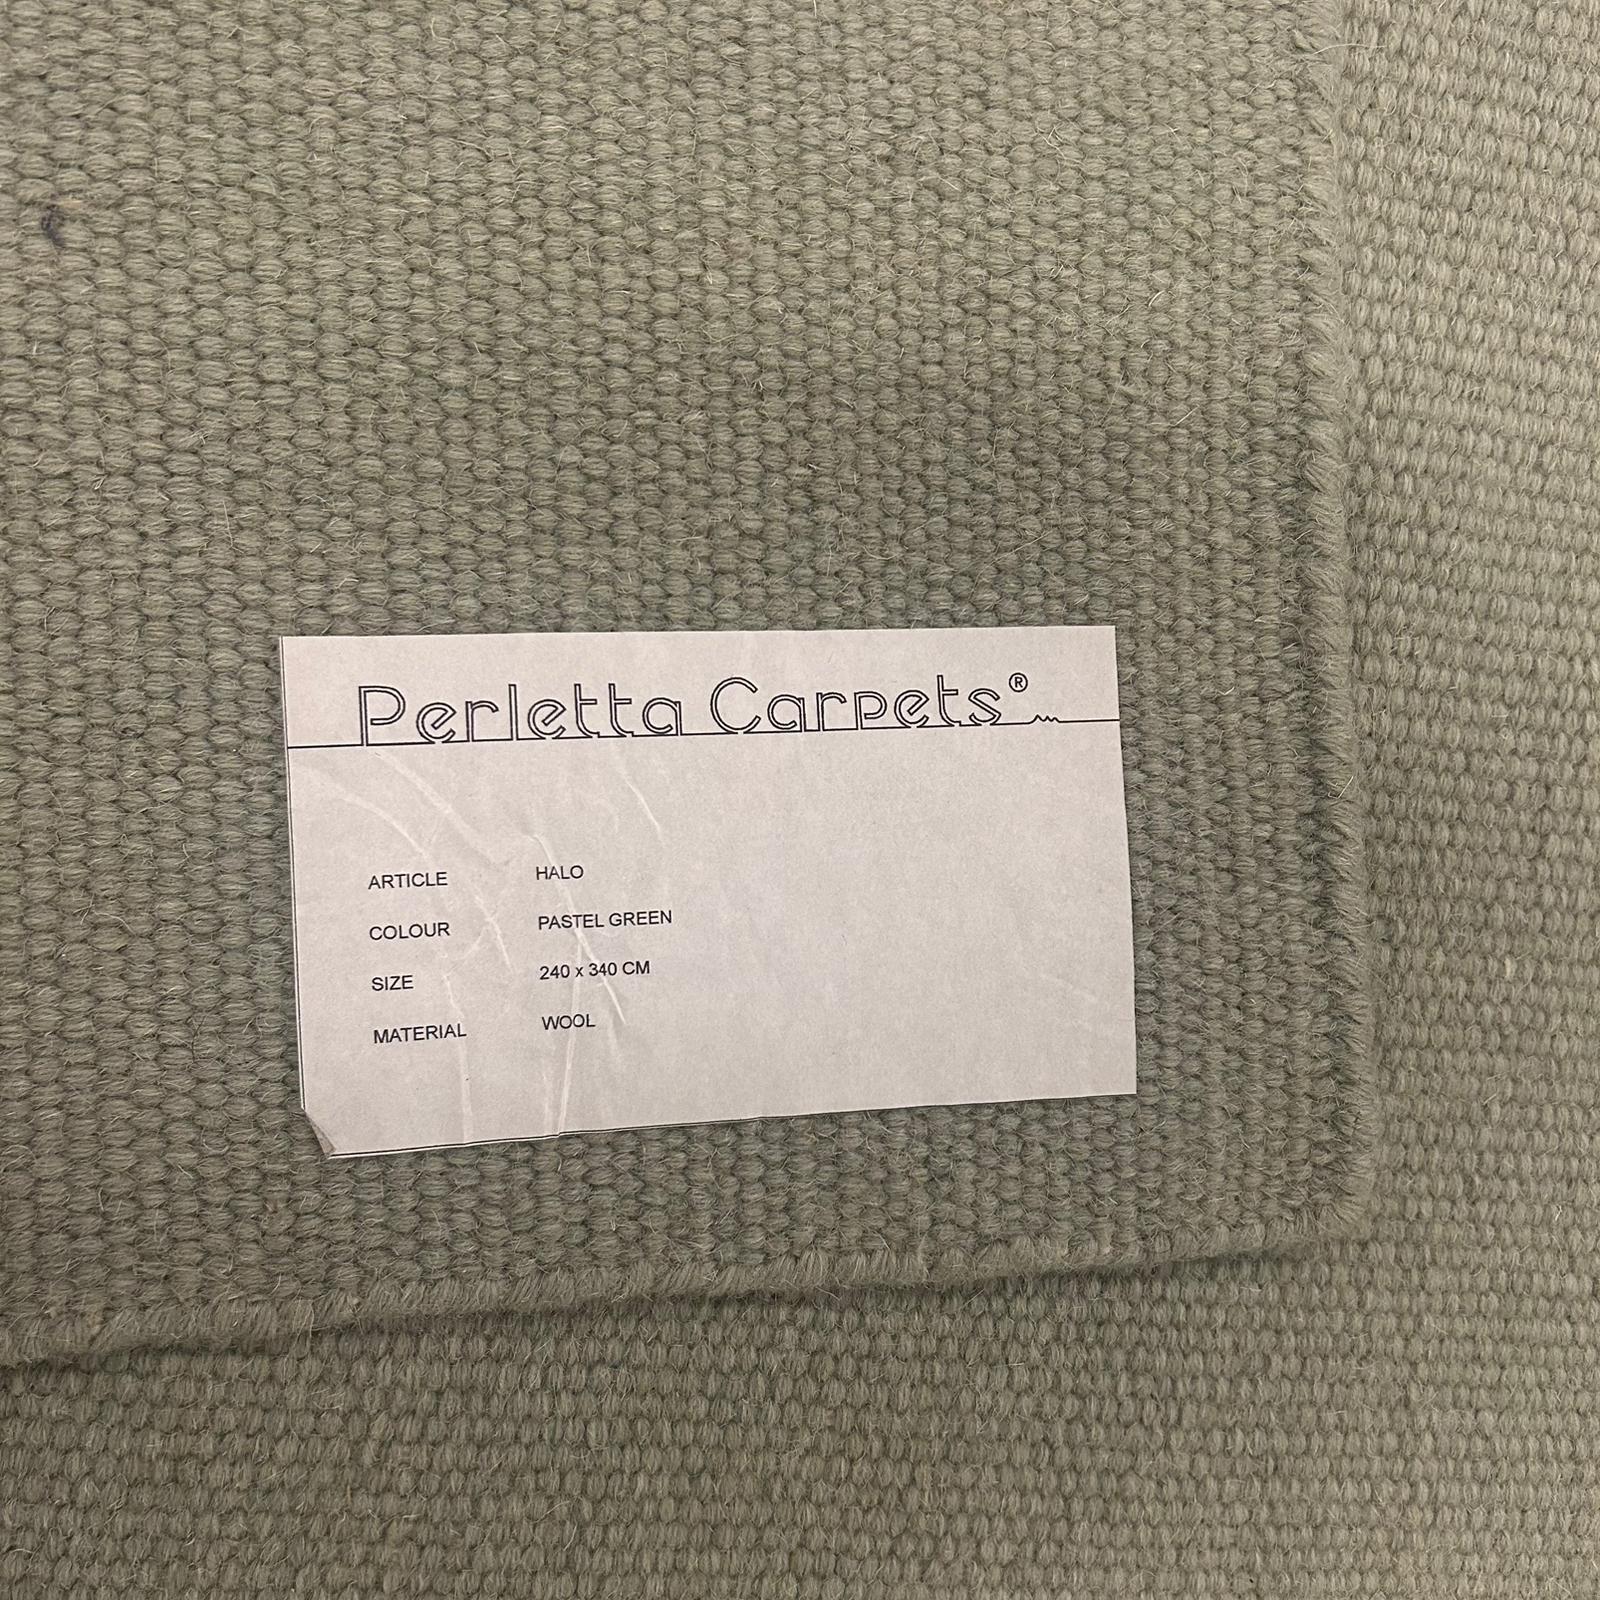 Perletta Carpets®
ARTICLE HALO
COLOUR PASTEL GREEN
SIZE 240 x 340 CM
MATERIAL WOOL